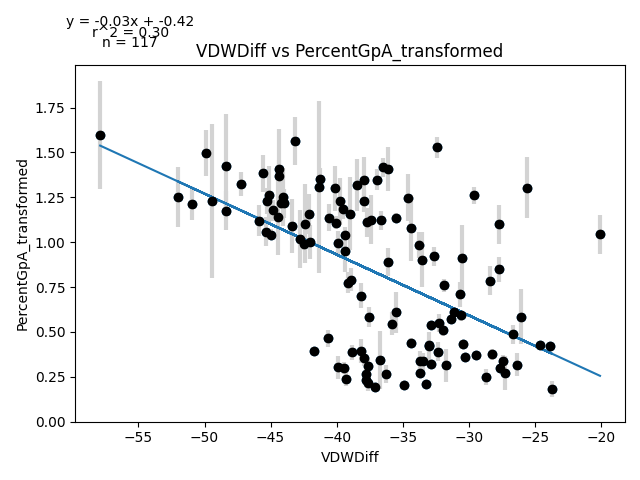 y = -0.03x + -0.42
r^2 = 0.30
n = 117
VDWDiff vs PercentGpA_transformed
1.75
1.50
1.25
1.00
0.75
0.50
0.25
0.00
PercentGpA_transformed
−55 −50 −45 −40 −35 −30 −25 −20
VDWDiff